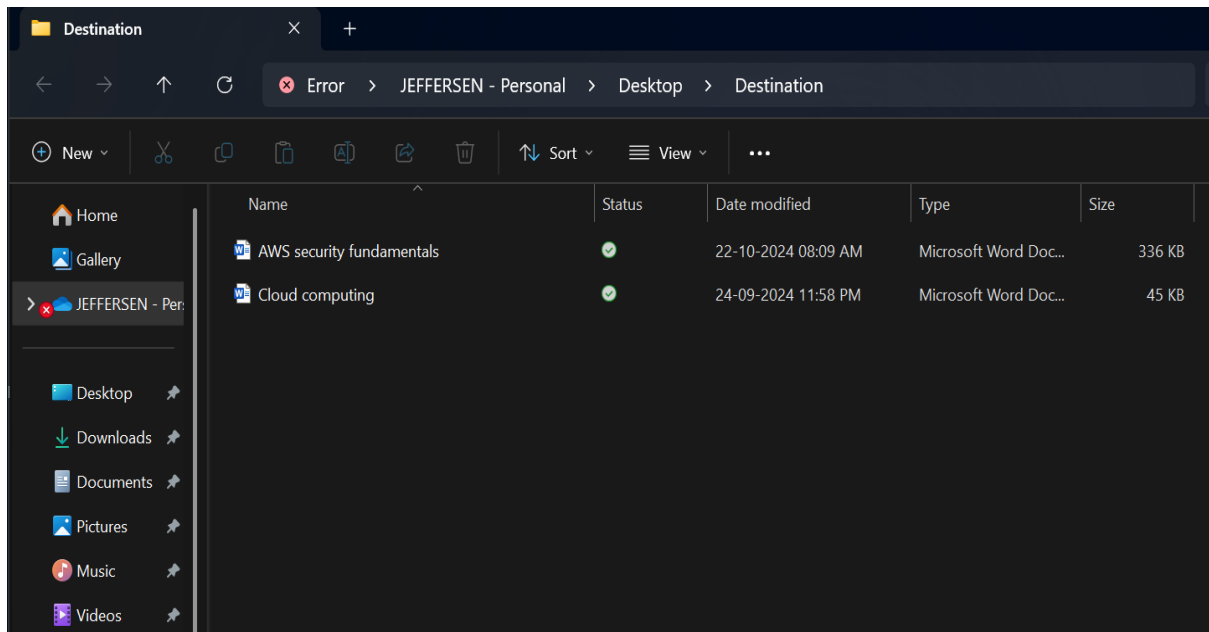 Destination
Error > JEFFERSEN - Personal > Desktop > Destination
New Sort View
Name Status Date modified Type Size
Home
Gallery
JEFFERSEN - Per
Desktop
Downloads
Documents
Pictures
Music
Videos
AWS security fundamentals 22-10-2024 08:09 AM Microsoft Word Doc... 336 KB
Cloud computing 24-09-2024 11:58 PM Microsoft Word Doc... 45 KB